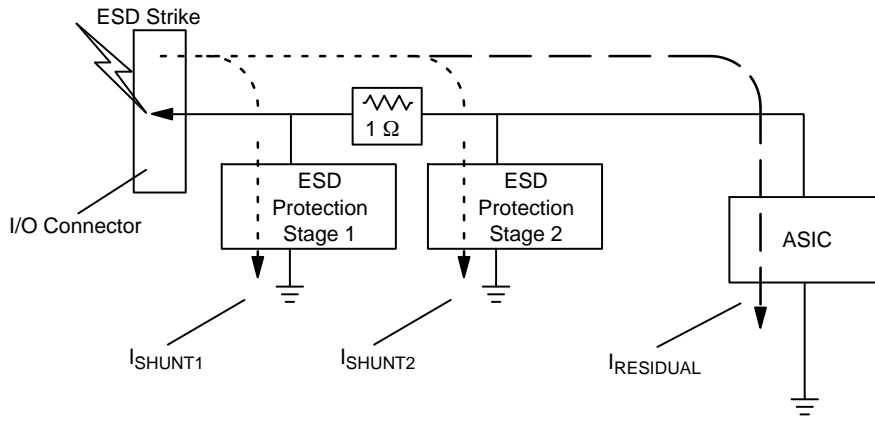 ESD Strike
1 Ω
ESD
Protection
Stage 1
ESD
Protection
Stage 2
I/O Connector
ASIC
ISHUNT1
ISHUNT2
IRESIDUAL